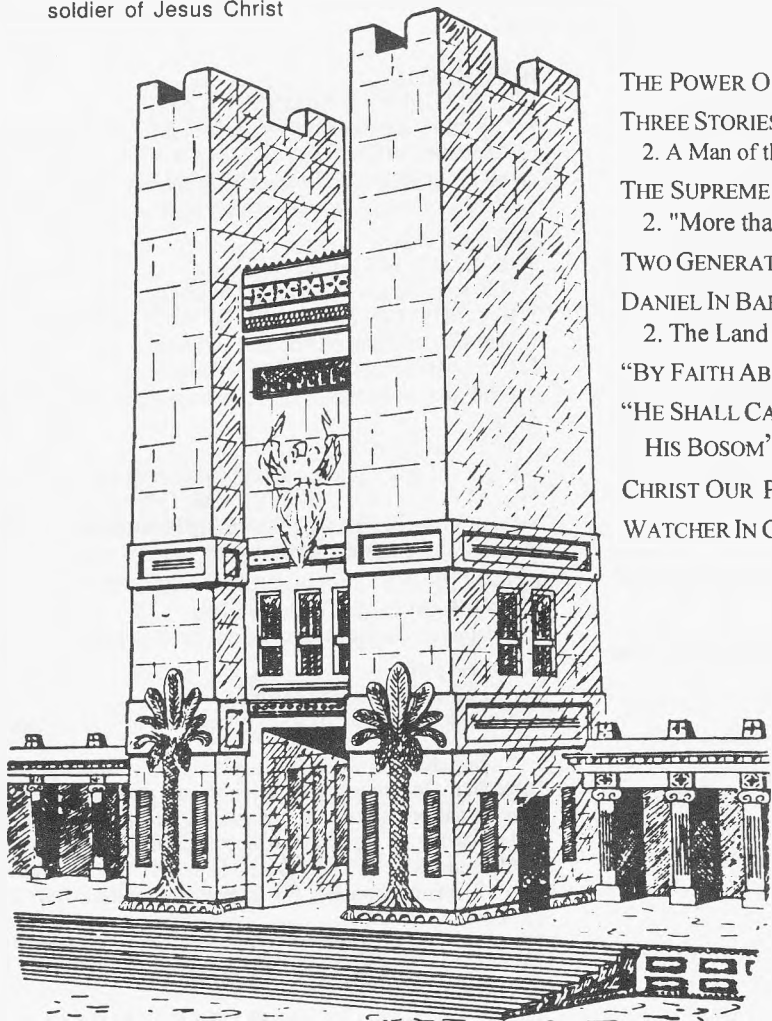 soldier of Jesus Christ
THE POWER O
THREE STORIES
2. A Man of th
THE SUPREME
2. "More tha
TWO GENERAT
DANIEL IN BA
2. The Land
“BY FAITH AB
“HE SHALL CA
HIS BOSOM”
CHRIST OUR P
WATCHER IN